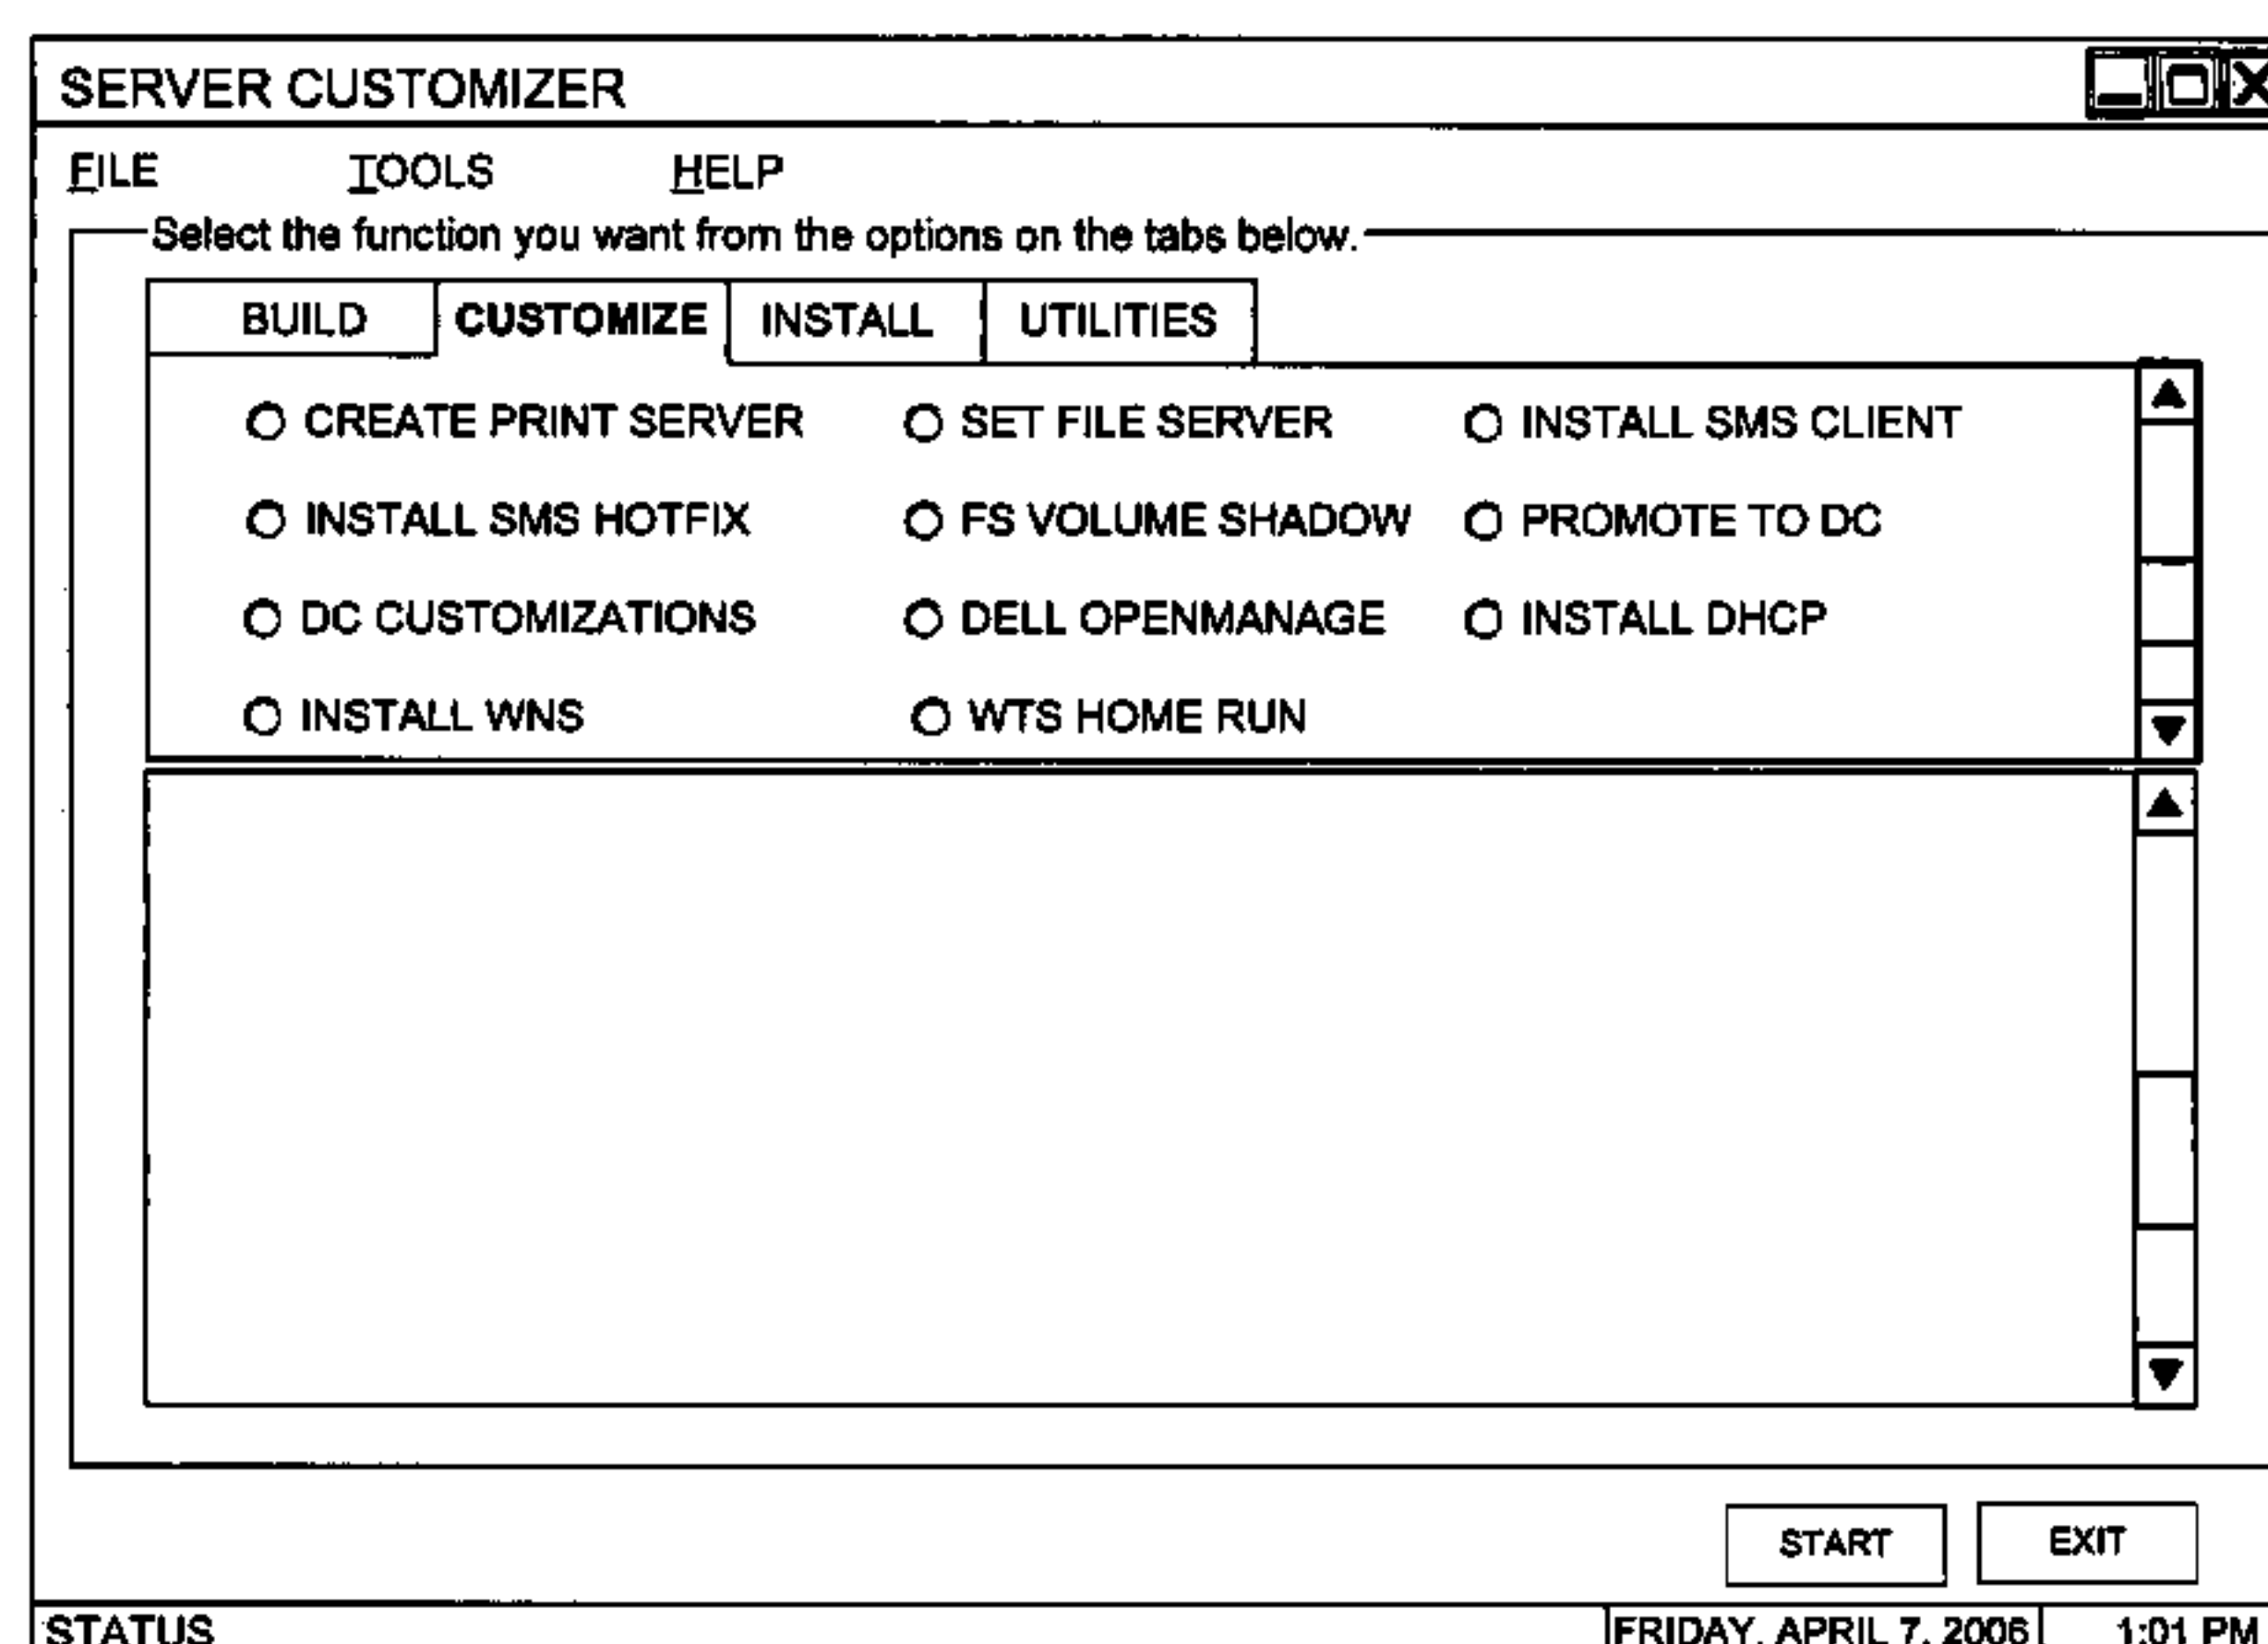 SERVER CUSTOMIZER
FILE TOOLS HELP
Select the function you want from the options on the tabs below.
BUILD CUSTOMIZE INSTALL UTILITIES
CREATE PRINT SERVER SET FILE SERVER INSTALL SMS CLIENT
INSTALL SMS HOTFIX FS VOLUME SHADOW PROMOTE TO DC
DC CUSTOMIZATIONS DELL OPENMANAGE INSTALL DHCP
INSTALL WNS WTS HOME RUN
START EXIT
STATUS FRIDAY, APRIL 7, 2006 1:01 PM